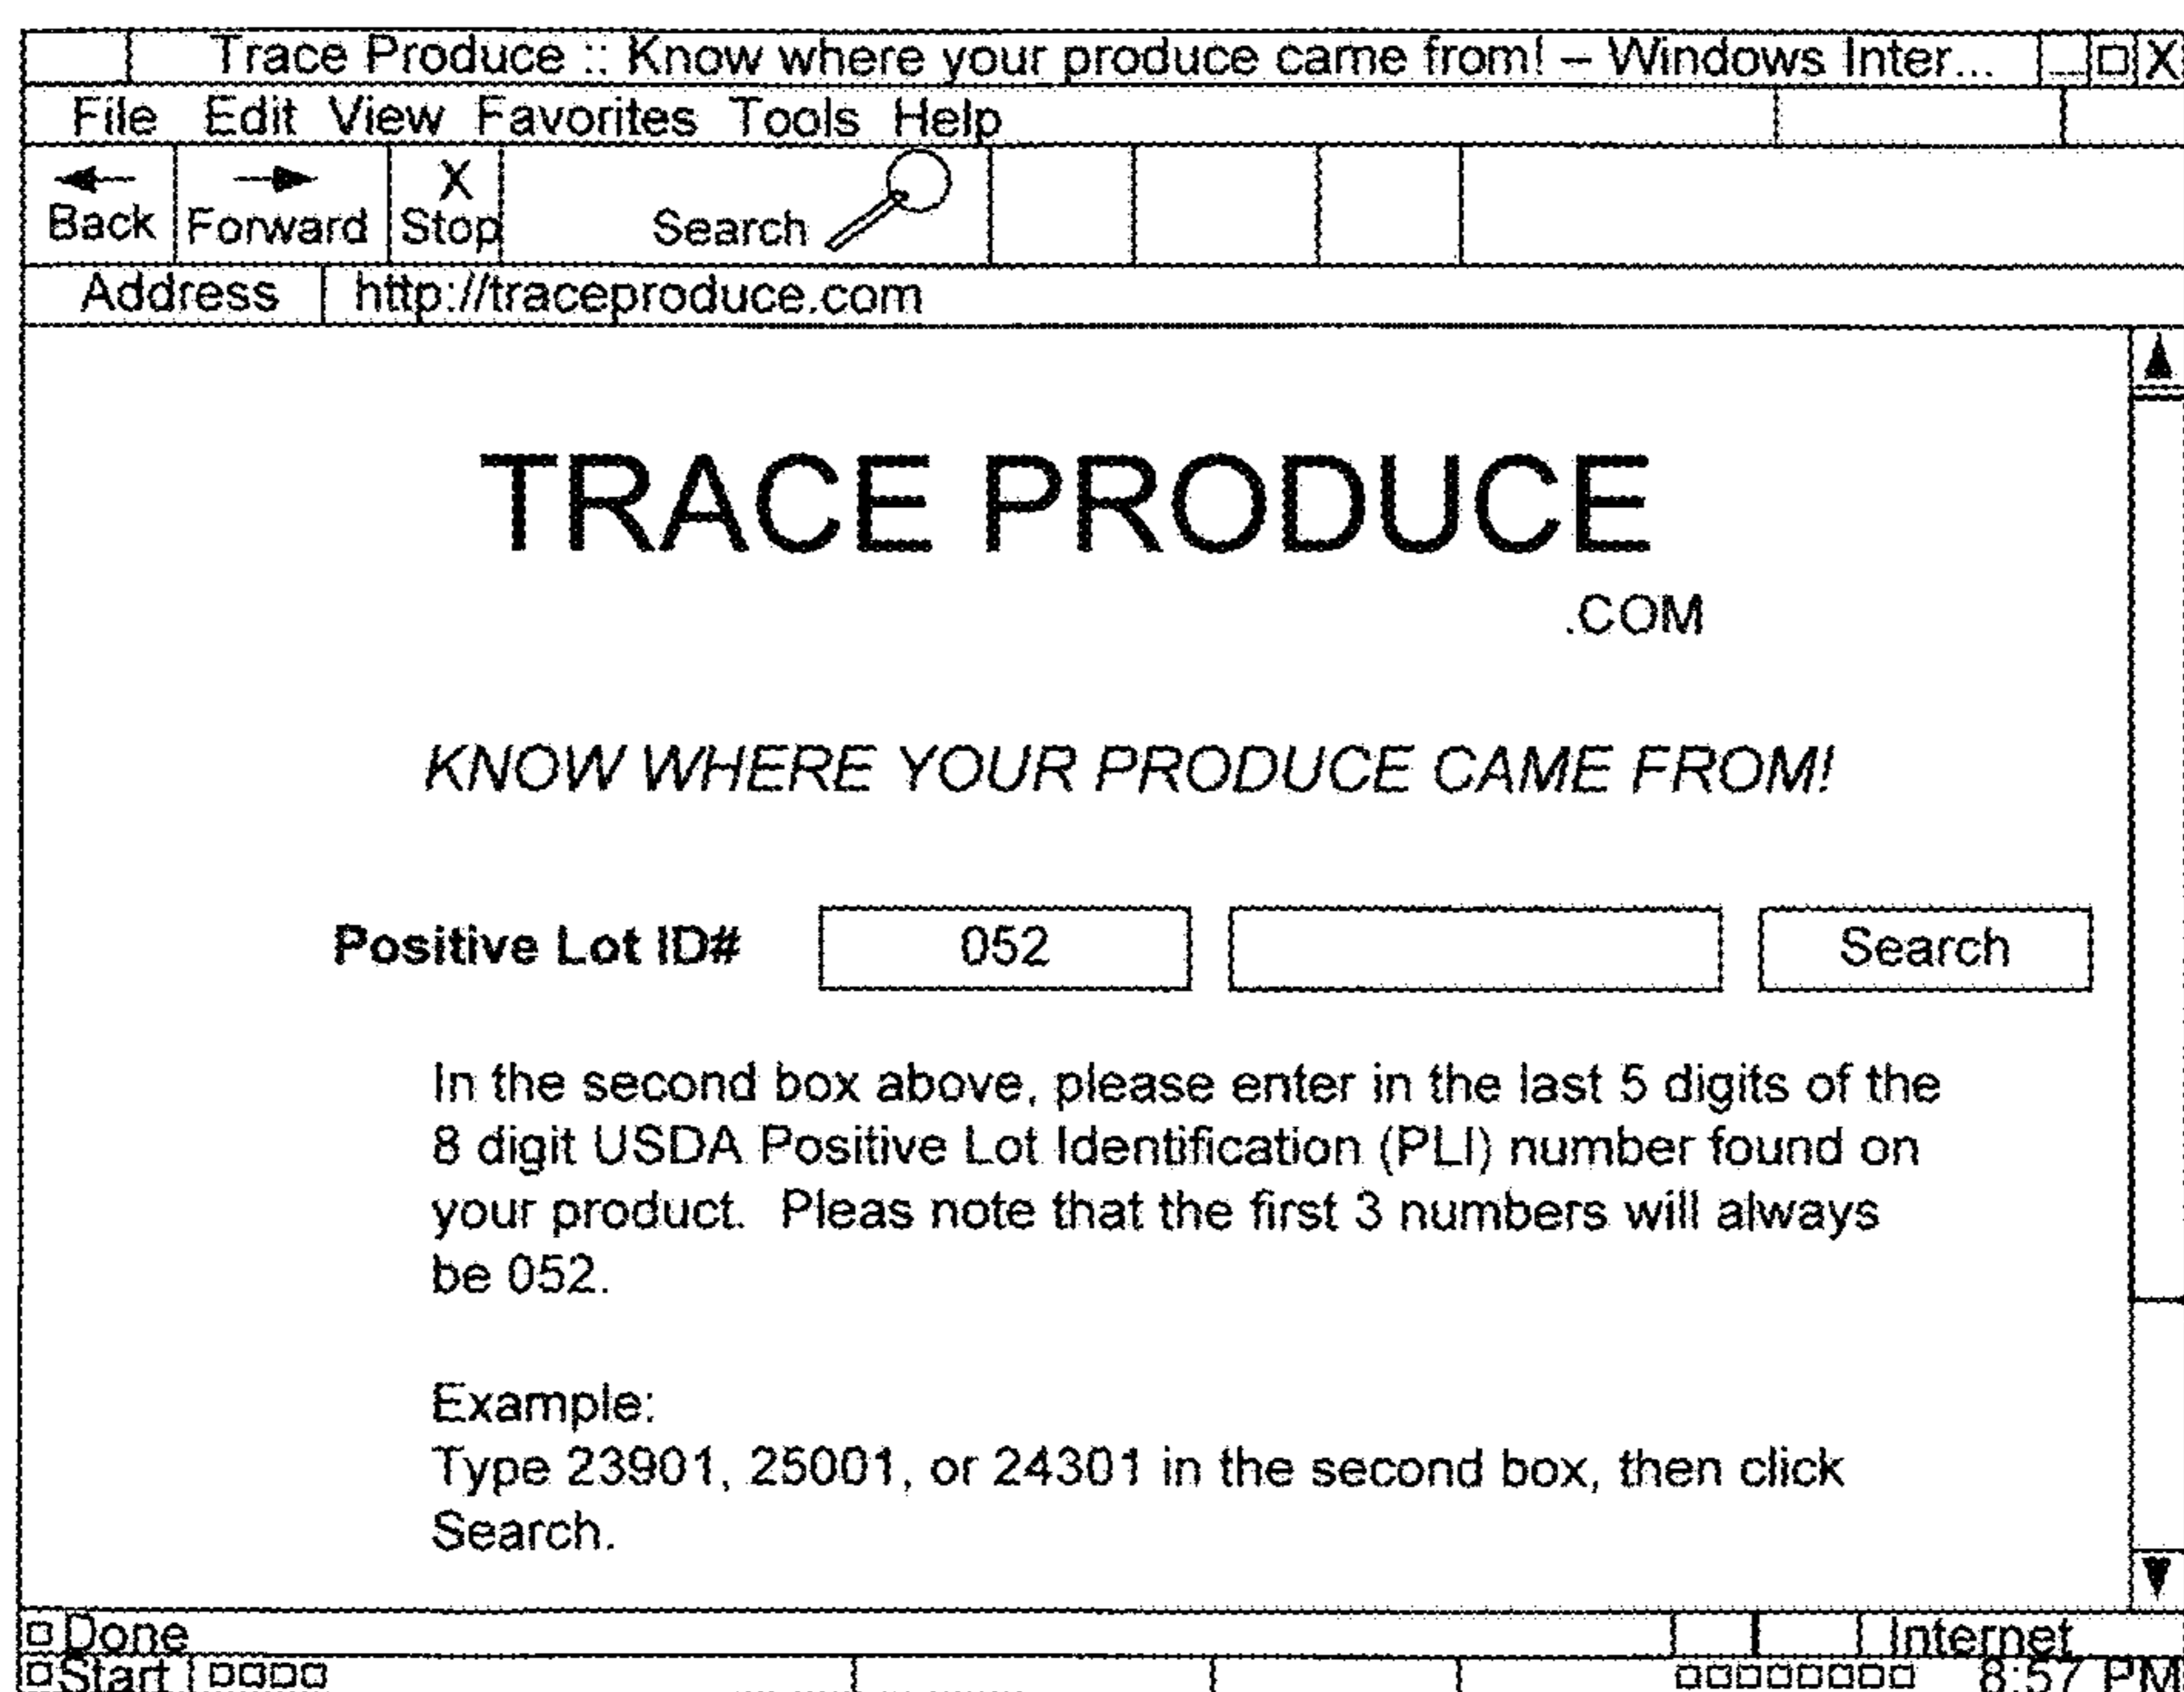 Trace Produce :: Know where your produce came from! – Windows Inter... _ □ X
File Edit View Favorites Tools Help
X
Back Forward Stop Search
Address http://traceproduce.com
TRACE PRODUCE
.COM
KNOW WHERE YOUR PRODUCE CAME FROM!
Positive Lot ID# 052 Search
In the second box above, please enter in the last 5 digits of the
8 digit USDA Positive Lot Identification (PLI) number found on
your product. Pleas note that the first 3 numbers will always
be 052.
Example:
Type 23901, 25001, or 24301 in the second box, then click
Search.
Done Internet
Start 8:57 PM